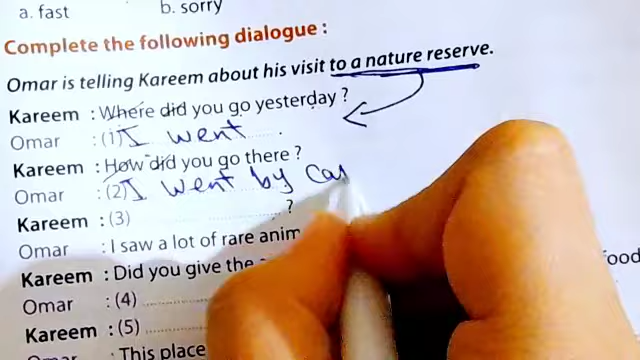 a. fast b. sorry
Complete the following dialogue :
Omar is telling Kareem about his visit to a nature reserve.
Kareem : Where did you go yesterday ?
Omar : (1) I went .
Kareem : How did you go there ?
Omar : (2) I went by ca
Kareem : (3) ?
Omar : I saw a lot of rare anim
Kareem : Did you give the food
Omar : (4)
Kareem : (5)
Omar : This place